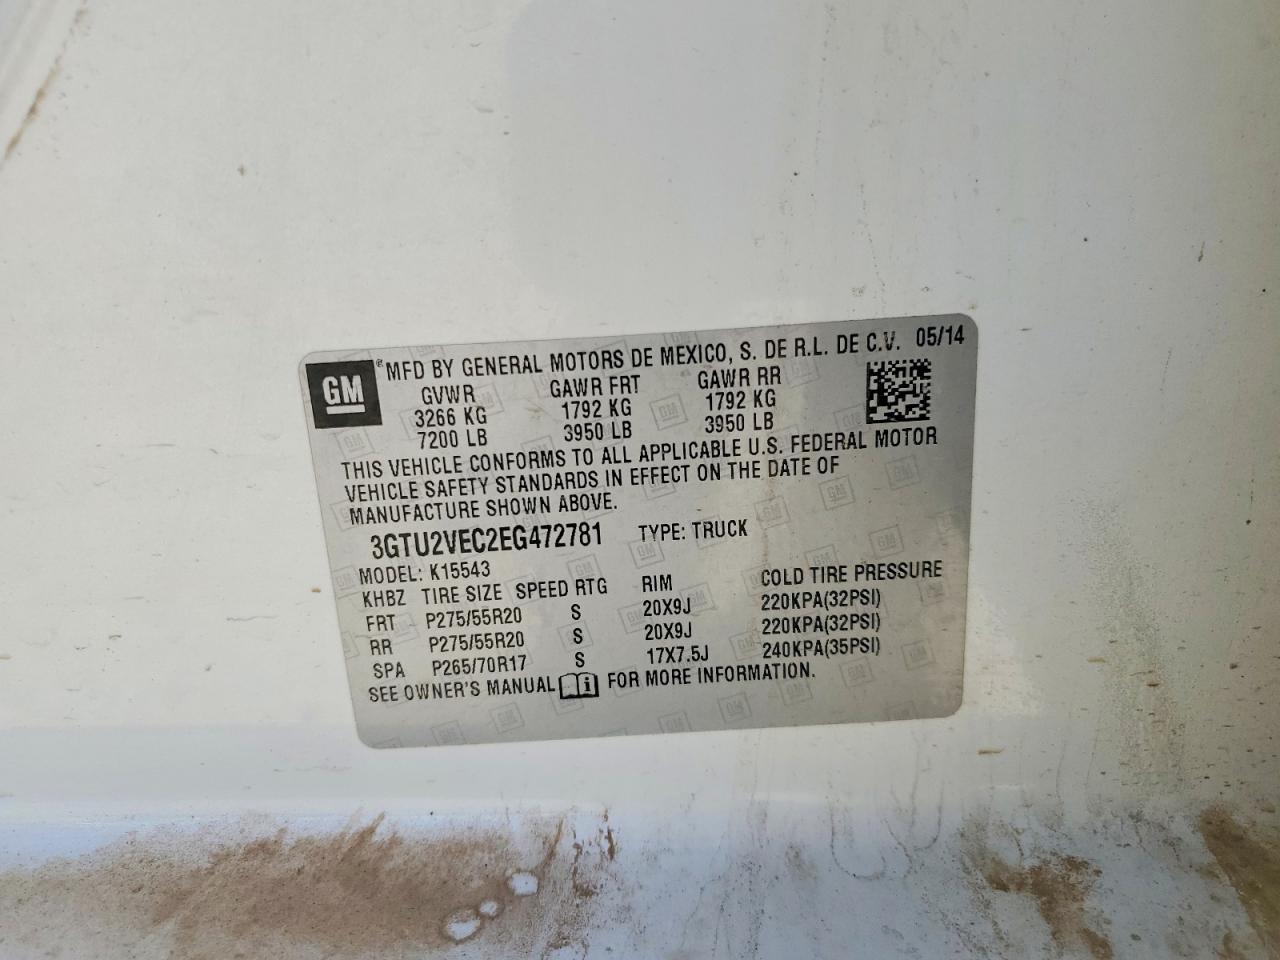 GM ® MFD BY GENERAL MOTORS DE MEXICO, S. DE R.L. DE C.V. 05/14
GVWR GAWR FRT GAWR RR
3266 KG 1792 KG 1792 KG
7200 LB 3950 LB 3950 LB
THIS VEHICLE CONFORMS TO ALL APPLICABLE U.S. FEDERAL MOTOR
VEHICLE SAFETY STANDARDS IN EFFECT ON THE DATE OF
MANUFACTURE SHOWN ABOVE.
3GTU2VEC2EG472781 TYPE: TRUCK
MODEL: K15543
KHBZ TIRE SIZE SPEED RTG RIM COLD TIRE PRESSURE
FRT P275/55R20 S 20X9J 220KPA(32PSI)
RR P275/55R20 S 20X9J 220KPA(32PSI)
SPA P265/70R17 S 17X7.5J 240KPA(35PSI)
SEE OWNER'S MANUAL i FOR MORE INFORMATION.